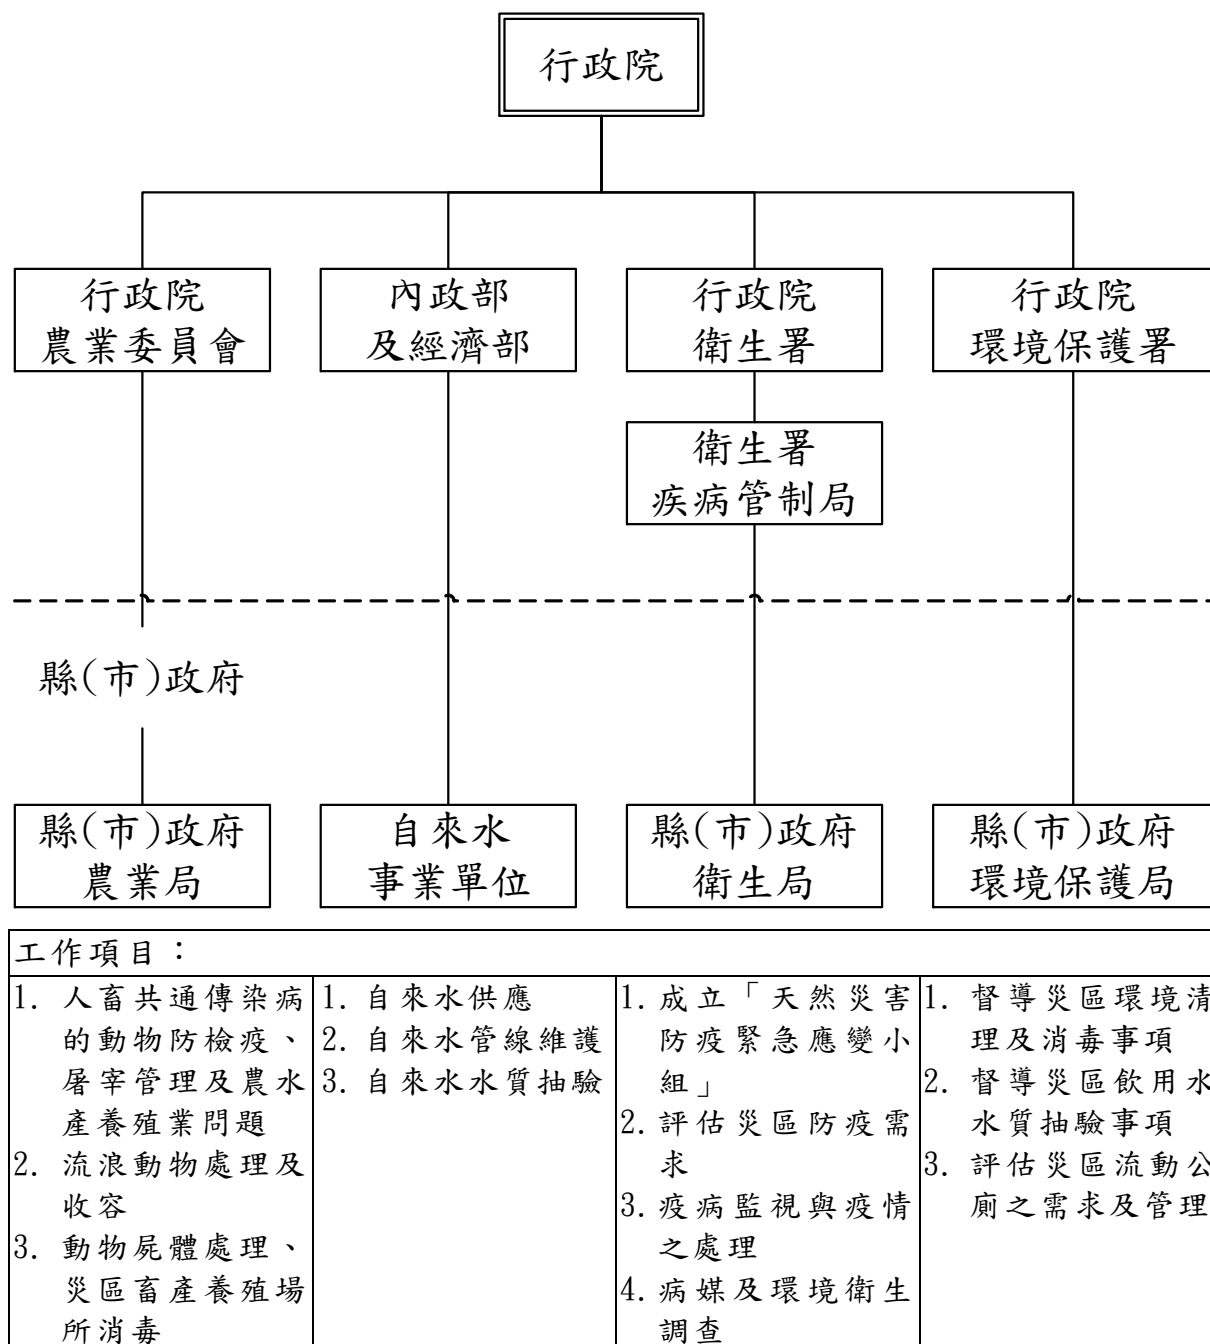 行政院
行政院
農業委員會
內政部
及經濟部
行政院
衛生署
行政院
環境保護署
衛生署
疾病管制局
縣(市)政府
縣(市)政府
農業局
自來水
事業單位
縣(市)政府
衛生局
縣(市)政府
環境保護局
工作項目：
1. 人畜共通傳染病
的動物防檢疫、
屠宰管理及農水
產養殖業問題
2. 流浪動物處理及
收容
3. 動物屍體處理、
災區畜產養殖場
所消毒
1. 自來水供應
2. 自來水管線維護
3. 自來水水質抽驗
1. 成立「天然災害
防疫緊急應變小
組」
2. 評估災區防疫需
求
3. 疫病監視與疫情
之處理
4. 病媒及環境衛生
調查
1. 督導災區環境清
理及消毒事項
2. 督導災區飲用水
水質抽驗事項
3. 評估災區流動公
廁之需求及管理